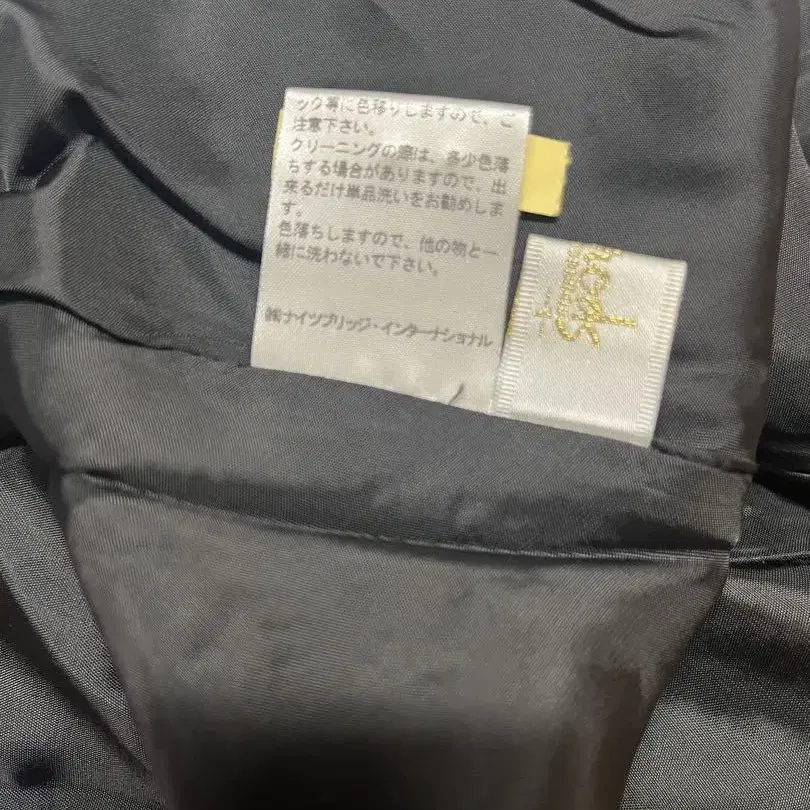 ック等に色移りしますので、ご
注意下さい。
クリーニングの際は、多少色落
ちする場合がありますので、出
来るだけ単品洗いをお勧めしま
す。
色落ちしますので、他の物と一
緒に洗わないで下さい。
㈱ナイツブリッジ・インターナショナル